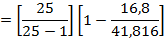 = [25 / (25 − 1)] [1 − 16,8 / 41,816]